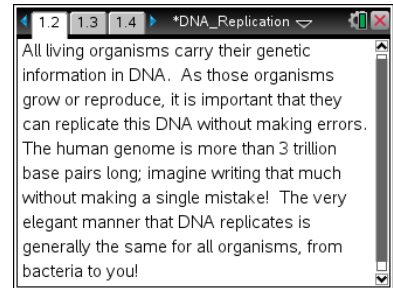 1.2 1.3 1.4 *DNA_Replication
All living organisms carry their genetic
information in DNA. As those organisms
grow or reproduce, it is important that they
can replicate this DNA without making errors.
The human genome is more than 3 trillion
base pairs long; imagine writing that much
without making a single mistake! The very
elegant manner that DNA replicates is
generally the same for all organisms, from
bacteria to you!